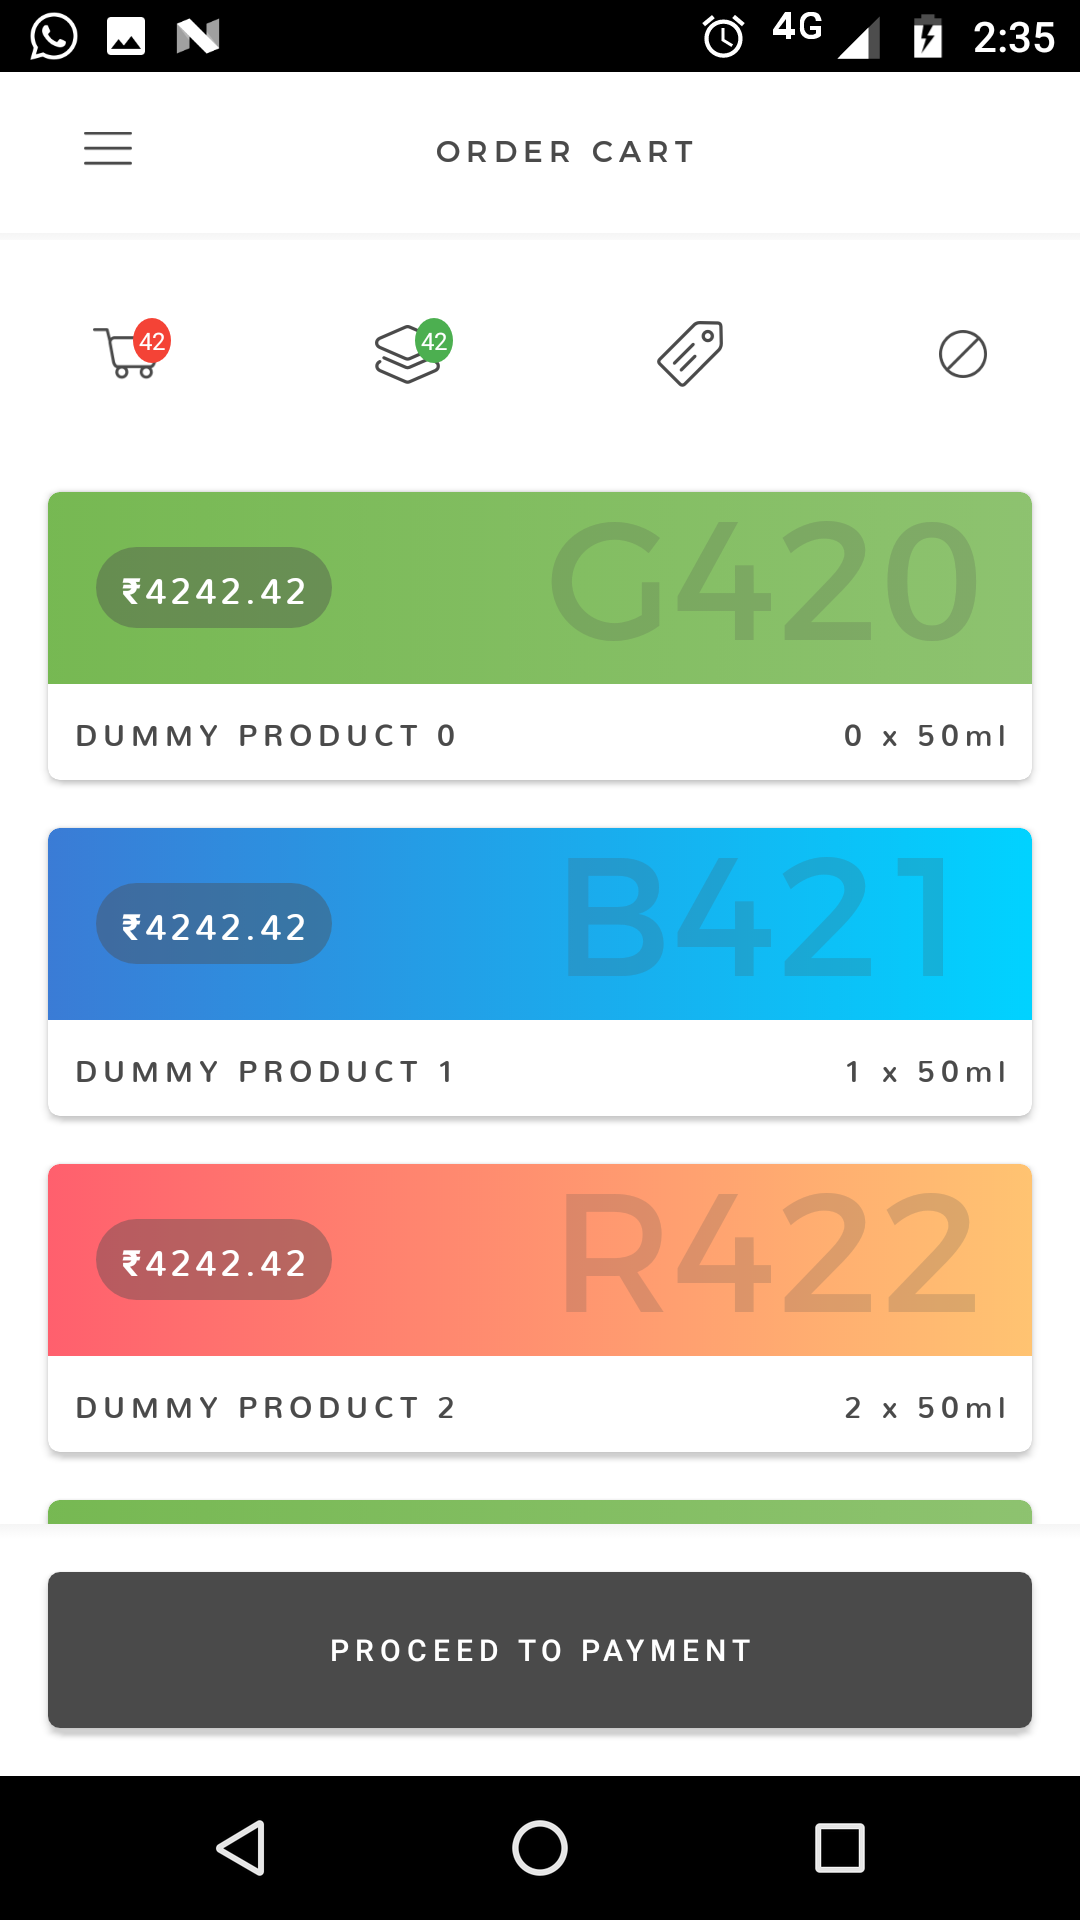 4G 2:35
ORDER CART
42 42
₹4242.42 G420
DUMMY PRODUCT 0 0 x 50ml
₹4242.42 B421
DUMMY PRODUCT 1 1 x 50ml
₹4242.42 R422
DUMMY PRODUCT 2 2 x 50ml
PROCEED TO PAYMENT